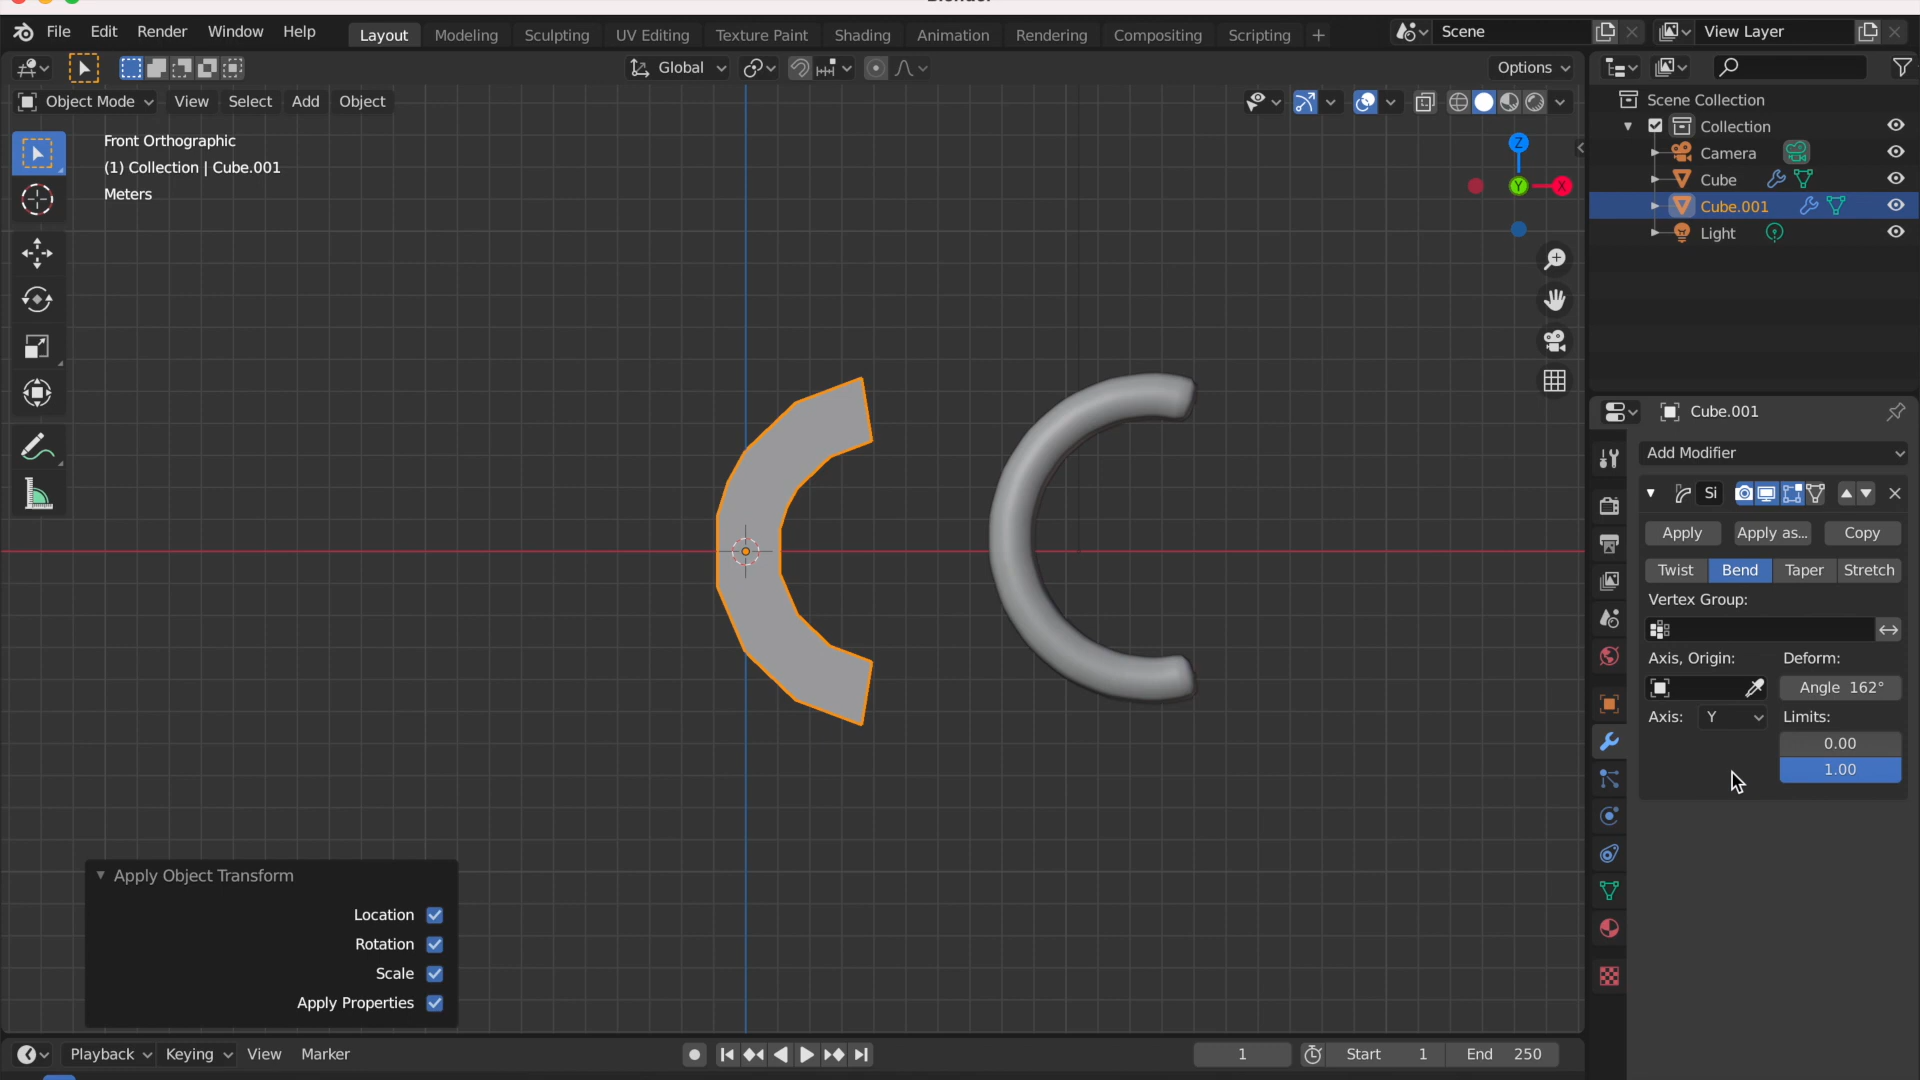 File Edit Render Window Help Layout Modeling Sculpting UV Editing Texture Paint Shading Animation Rendering Compositing Scripting + Scene View Layer
Global Options
Object Mode View Select Add Object
Front Orthographic
(1) Collection | Cube.001
Meters
Z
Y
X
Scene Collection
Collection
Camera
Cube
Cube.001
Light
Cube.001
Add Modifier
Si
Apply Apply as... Copy
Twist Bend Taper Stretch
Vertex Group:
Axis, Origin: Deform:
Angle 162°
Axis: Y Limits:
0.00
1.00
Apply Object Transform
Location
Rotation
Scale
Apply Properties
Playback Keying View Marker 1 Start 1 End 250